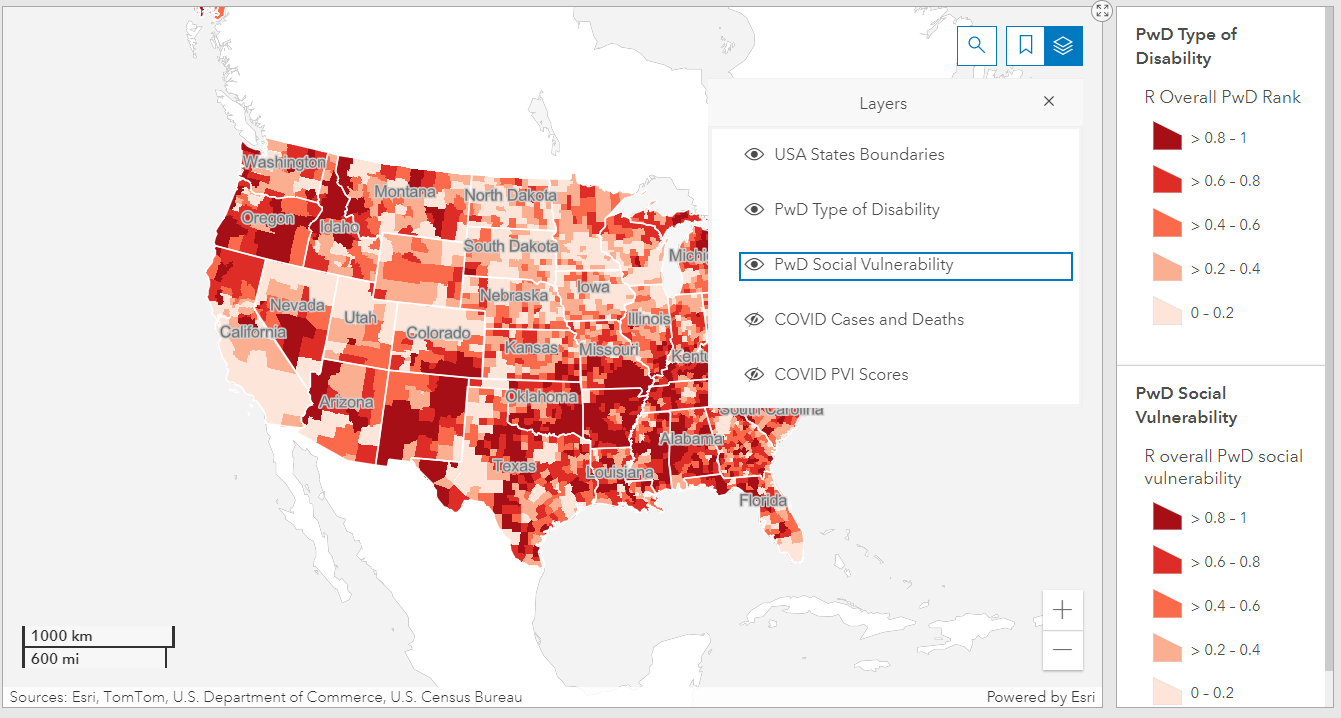 Washington
Montana
North Dakota
Oregon
Idaho
South Dakota
Michi
Nebraska
Iowa
Nevada
Utah
Illinois
California
Colorado
Kansas
Missouri
Kentu
Arizona
Oklahoma
South Carolina
Alabama
Texas
Louisiana
Florida
Layers
USA States Boundaries
PwD Type of Disability
PwD Social Vulnerability
COVID Cases and Deaths
COVID PVI Scores
1000 km
600 mi
Sources: Esri, TomTom, U.S. Department of Commerce, U.S. Census Bureau
Powered by Esri
PwD Type of
Disability
R Overall PwD Rank
> 0.8 - 1
> 0.6 - 0.8
> 0.4 - 0.6
> 0.2 - 0.4
0 - 0.2
PwD Social
Vulnerability
R overall PwD social
vulnerability
> 0.8 - 1
> 0.6 - 0.8
> 0.4 - 0.6
> 0.2 - 0.4
0 - 0.2